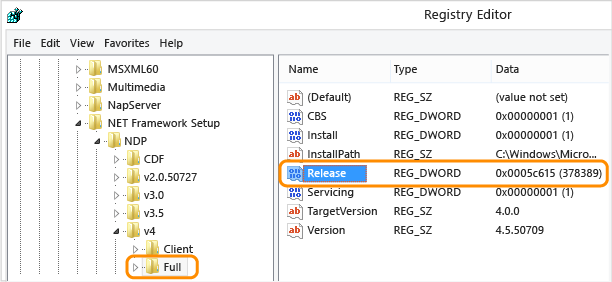 Registry Editor
File Edit View Favorites Help
MSXML60
Multimedia
NapServer
NET Framework Setup
NDP
CDF
v2.0.50727
v3.0
v3.5
v4
Client
Full
Name Type Data
(Default) REG_SZ (value not set)
CBS REG_DWORD 0x00000001 (1)
Install REG_DWORD 0x00000001 (1)
InstallPath REG_SZ C:\Windows\Micro...
Release REG_DWORD 0x0005c615 (378389)
Servicing REG_DWORD 0x00000001 (1)
TargetVersion REG_SZ 4.0.0
Version REG_SZ 4.5.50709